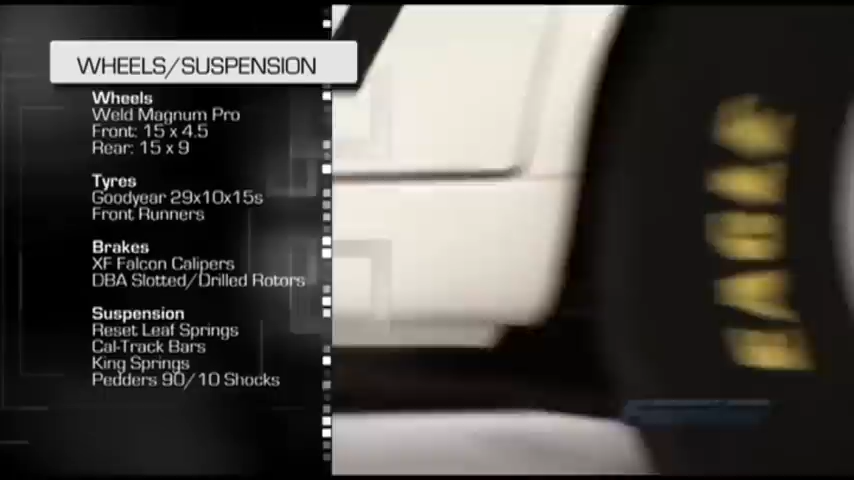 WHEELS/SUSPENSION
Wheels
Weld Magnum Pro
Front: 15 x 4.5
Rear: 15 x 9
Tyres
Goodyear 29x10x15s
Front Runners
Brakes
XF Falcon Calipers
DBA Slotted/Drilled Rotors
Suspension
Reset Leaf Springs
Cal-Track Bars
King Springs
Pedders 90/10 Shocks
EAGLE